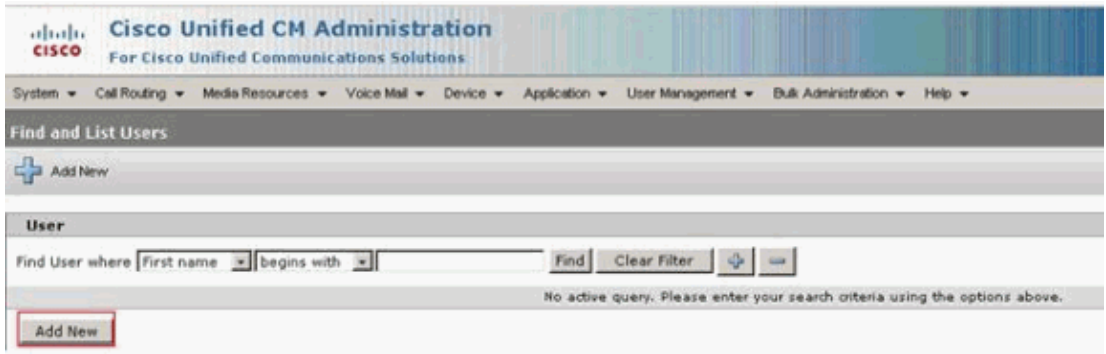 CISCO
Cisco Unified CM Administration
For Cisco Unified Communications Solutions
System Call Routing Media Resources Voice Mail Device Application User Management Bulk Administration Help
Find and List Users
Add New
User
Find User where First name begins with Find Clear Filter
No active query. Please enter your search criteria using the options above.
Add New